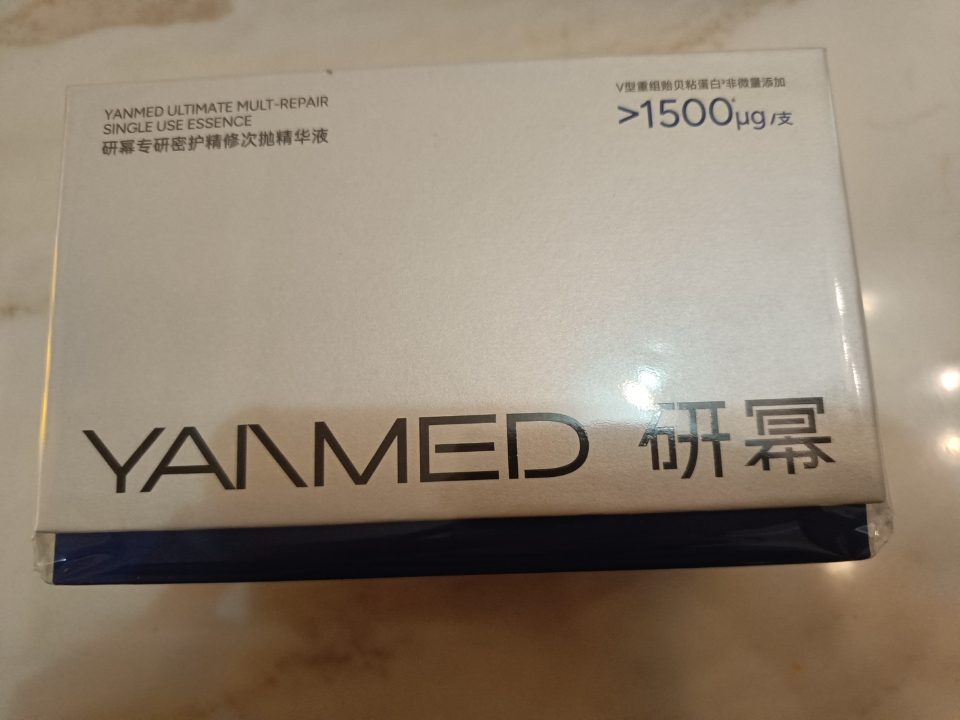 YANMED ULTIMATE MULT-REPAIR
SINGLE USE ESSENCE
研幂专研密护精修次抛精华液
V型重组贻贝粘蛋白*非微量添加
>1500*μg/支
YANMED 研幂